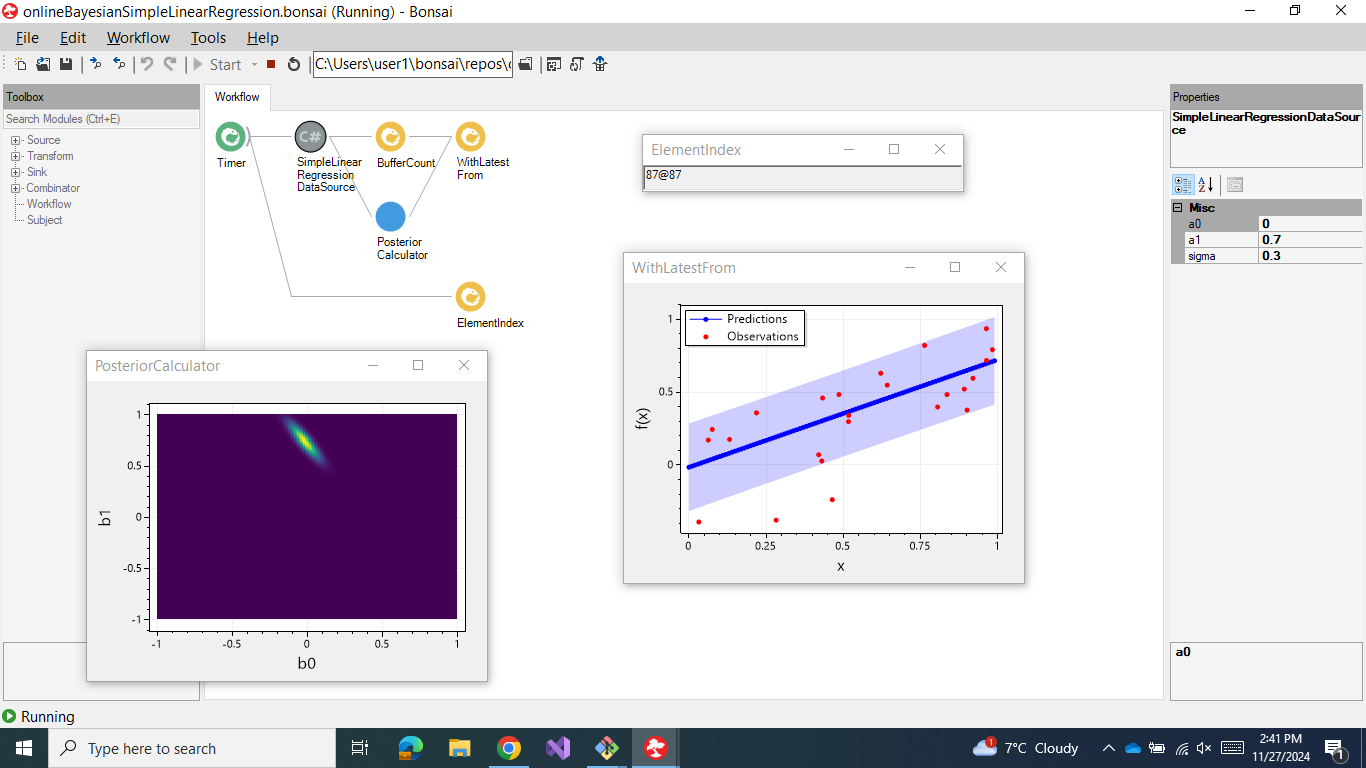 onlineBayesianSimpleLinearRegression.bonsai (Running) - Bonsai
File Edit Workflow Tools Help
Start C:\Users\user1\bonsai\repos\
Toolbox
Search Modules (Ctrl+E)
Source
Transform
Sink
Combinator
Workflow
Subject
Workflow
Timer
C#
SimpleLinear
Regression
DataSource
BufferCount
WithLatest
From
Posterior
Calculator
ElementIndex
ElementIndex
87@87
WithLatestFrom
Predictions
Observations
1
0.5
0
f(x)
0 0.25 0.5 0.75 1
x
PosteriorCalculator
1
0.5
0
-0.5
-1
b1
-1 -0.5 0 0.5 1
b0
Properties
SimpleLinearRegressionDataSour
ce
Misc
a0 0
a1 0.7
sigma 0.3
a0
Running
Type here to search
1
7°C Cloudy
2:41 PM
11/27/2024
1